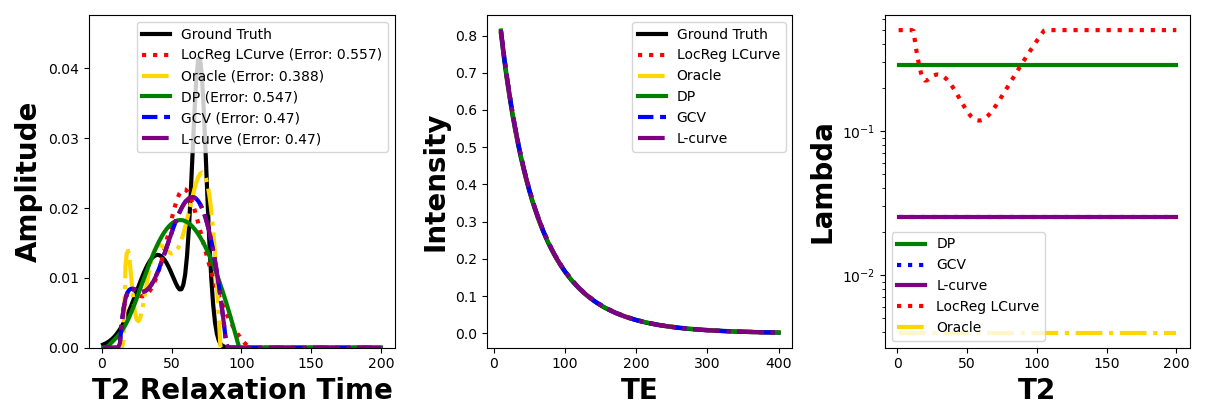 Amplitude
0.04
0.03
0.02
0.01
0.00
0
50
100
150
200
T2 Relaxation Time
Ground Truth
LocReg LCurve (Error: 0.557)
Oracle (Error: 0.388)
DP (Error: 0.547)
GCV (Error: 0.47)
L-curve (Error: 0.47)
Intensity
0.8
0.7
0.6
0.5
0.4
0.3
0.2
0.1
0.0
0
100
200
300
400
TE
Ground Truth
LocReg LCurve
Oracle
DP
GCV
L-curve
Lambda
10⁻¹
10⁻²
0
50
100
150
200
T2
DP
GCV
L-curve
LocReg LCurve
Oracle